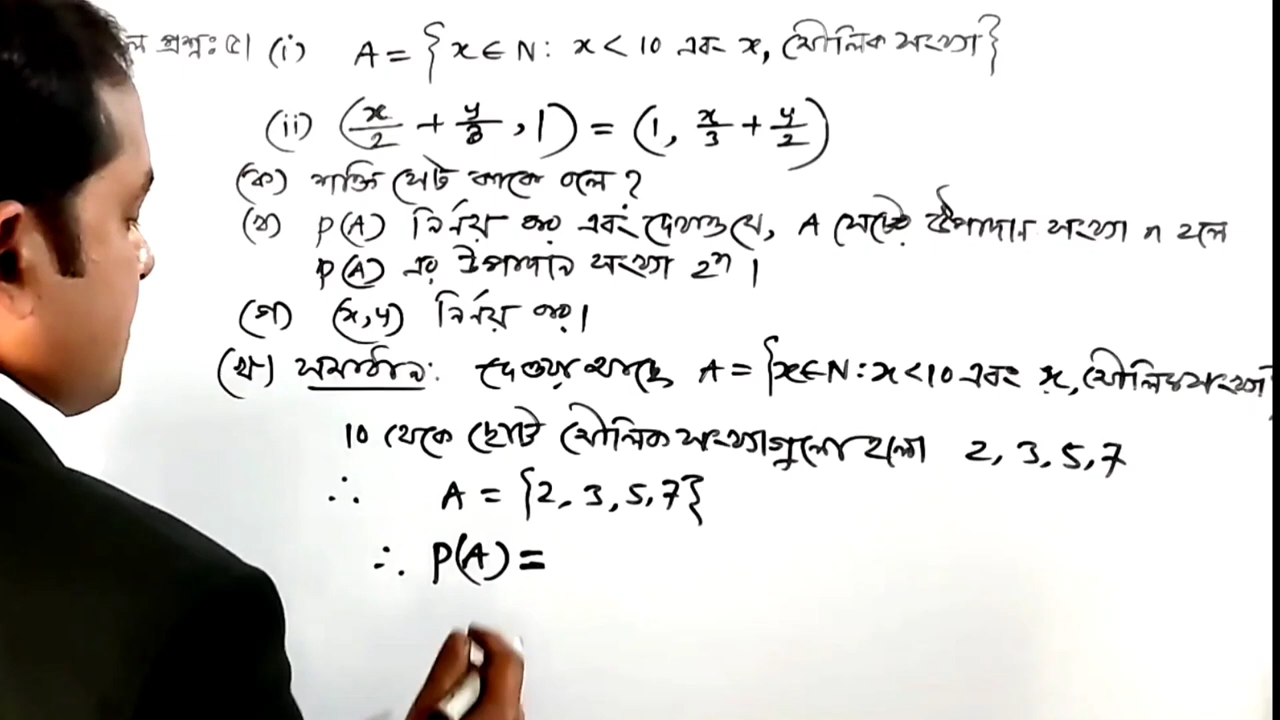 প্রশ্ন: ৫। (i) A = {x ∈ N : x < 10 এবং x, মৌলিক সংখ্যা}
(ii) (x/2 + y/3, 1) = (1, x/3 + y/2)
(ক) শক্তি সেট কাকে বলে ?
(খ) P(A) নির্ণয় কর এবং দেখাও যে, A সেটের উপাদান সংখ্যা n হলে
P(A) এর উপাদান সংখ্যা 2ⁿ ।
(গ) (x,y) নির্ণয় কর।
(খ) সমাধান: দেওয়া আছে A = {x ∈ N : x < 10 এবং x, মৌলিক সংখ্যা
10 থেকে ছোট মৌলিক সংখ্যাগুলো হলো 2, 3, 5, 7
∴ A = {2, 3, 5, 7}
∴ P(A) =